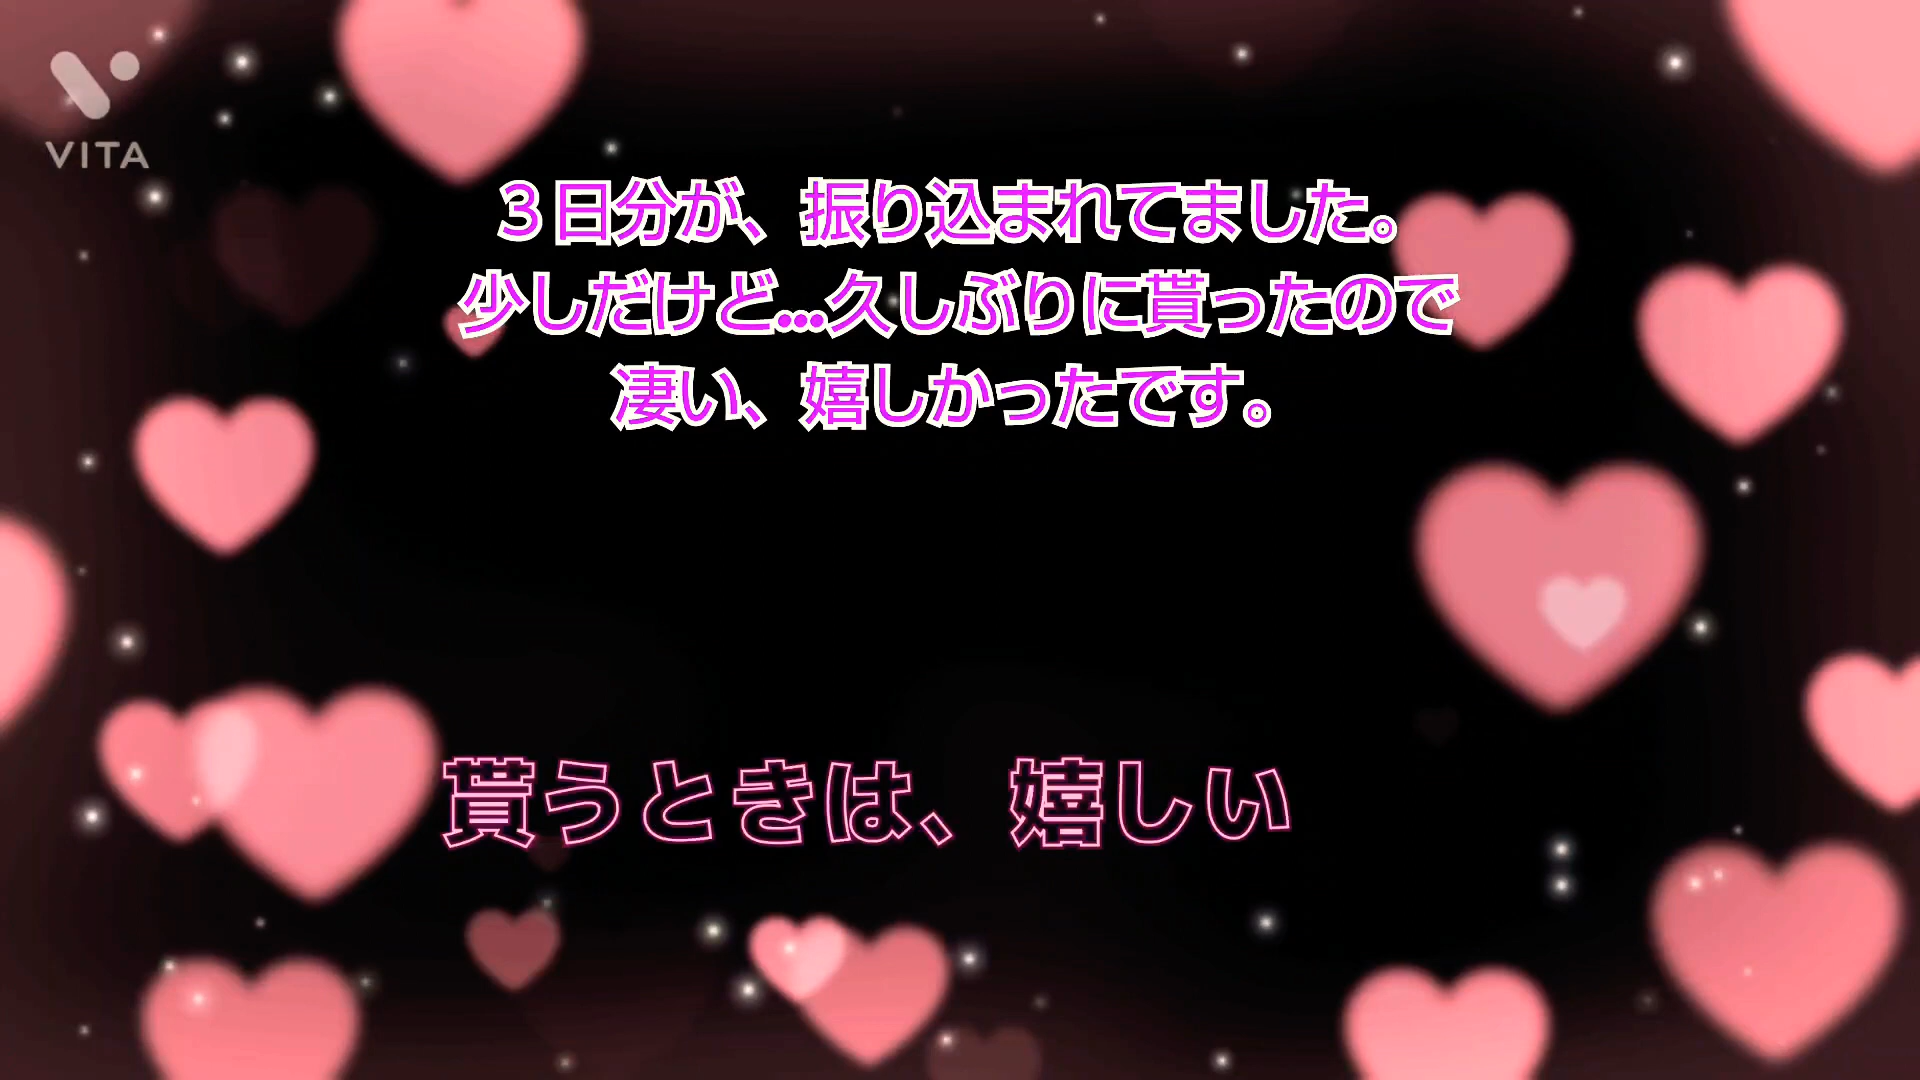 VITA
３日分が、振り込まれてました。
少しだけど...久しぶりに貰ったので
凄い、嬉しかったです。
貰うときは、嬉しい